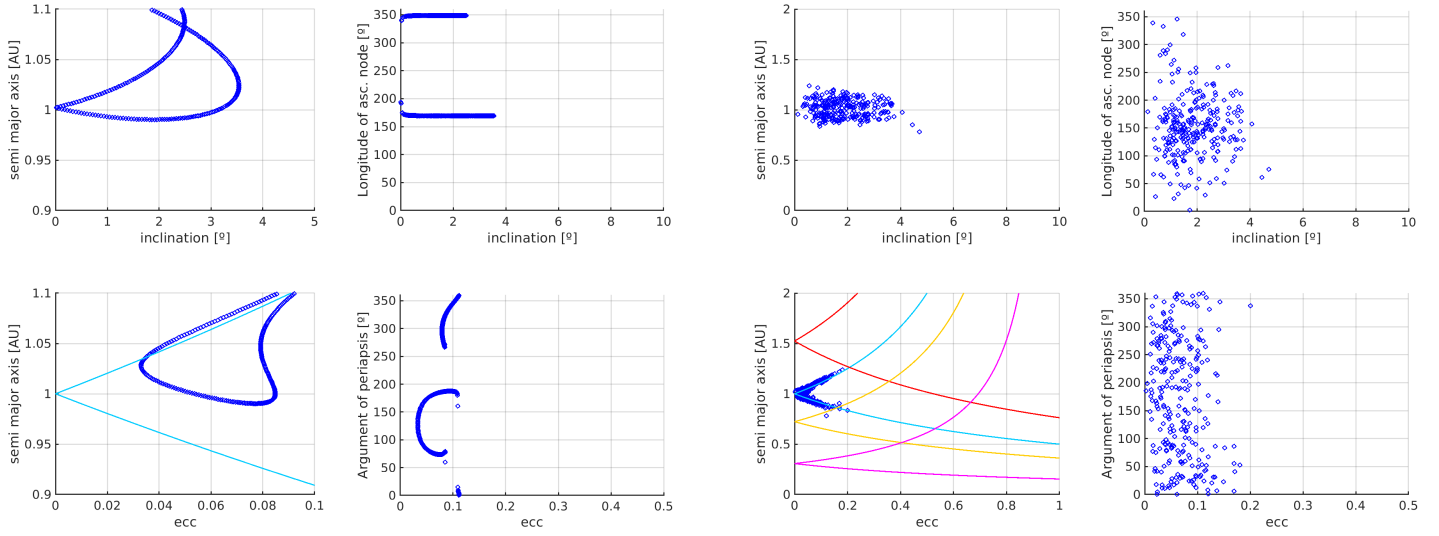 1.1
1.05
1
0.95
0.9
semi major axis [AU]
0 1 2 3 4 5
inclination [º]
350
300
250
200
150
100
50
0
Longitude of asc. node [º]
0 2 4 6 8 10
inclination [º]
2
1.5
1
0.5
0
semi major axis [AU]
0 2 4 6 8 10
inclination [º]
350
300
250
200
150
100
50
0
Longitude of asc. node [º]
0 2 4 6 8 10
inclination [º]
1.1
1.05
1
0.95
0.9
semi major axis [AU]
0 0.02 0.04 0.06 0.08 0.1
ecc
350
300
250
200
150
100
50
0
Argument of periapsis [º]
0 0.1 0.2 0.3 0.4 0.5
ecc
2
1.5
1
0.5
0
semi major axis [AU]
0 0.2 0.4 0.6 0.8 1
ecc
350
300
250
200
150
100
50
0
Argument of periapsis [º]
0 0.1 0.2 0.3 0.4 0.5
ecc